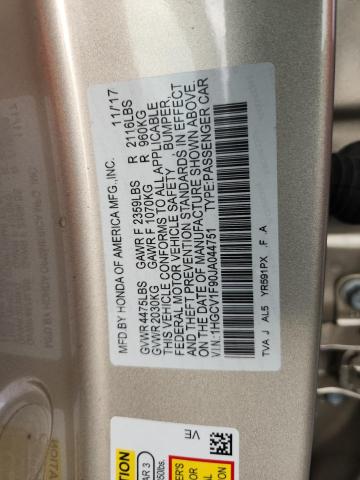 MFD BY HONDA OF AMERICA MFG.,INC. 11/17
GVWR 4475LBS GAWR F 2359LBS R 2116LBS
GVWR 2030KG GAWR F 1070KG R 960KG
THIS VEHICLE CONFORMS TO ALL APPLICABLE
FEDERAL MOTOR VEHICLE SAFETY, BUMPER,
AND THEFT PREVENTION STANDARDS IN EFFECT
ON THE DATE OF MANUFACTURE SHOWN ABOVE.
V.I.N.:1HGCV1F90JA044751 TYPE:PASSENGER CAR
TVA J AL5 YR591PX F A
VE